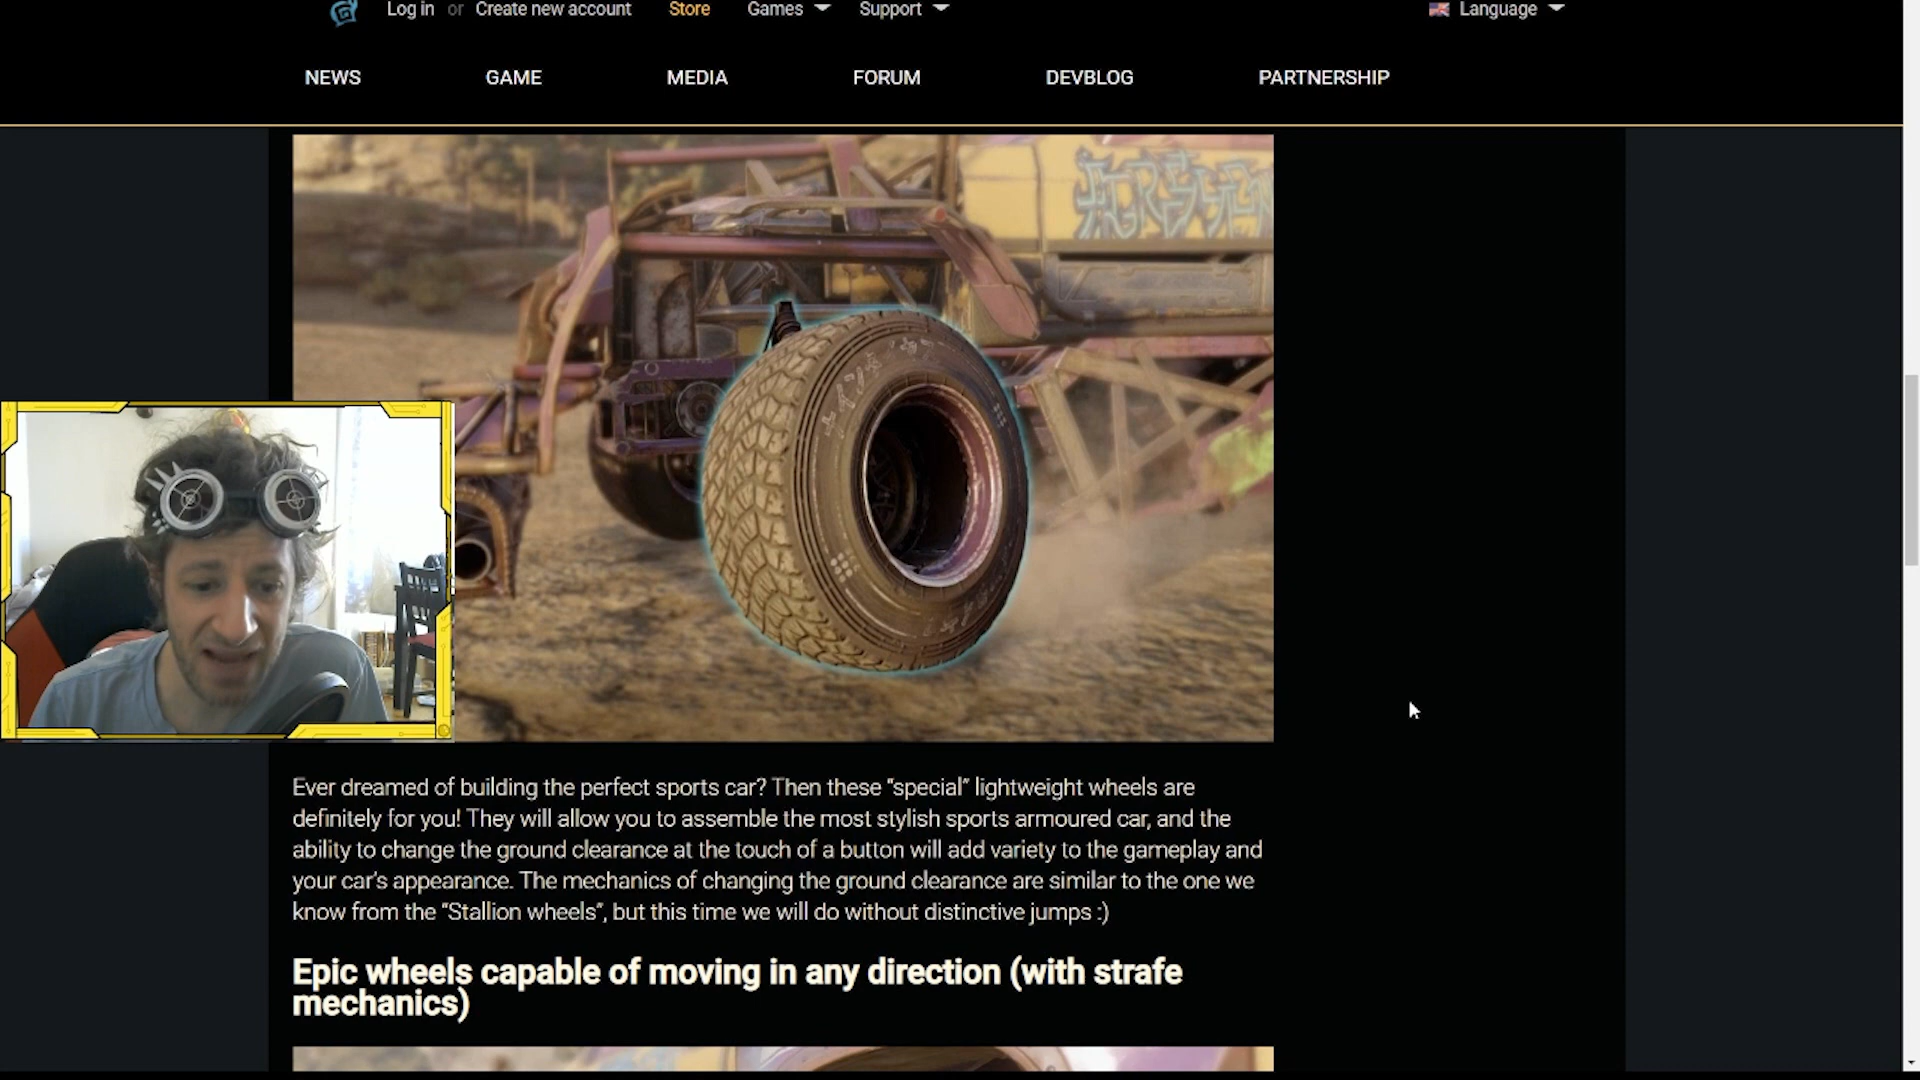 Log in or Create new account Store Games Support Language
NEWS GAME MEDIA FORUM DEVBLOG PARTNERSHIP
Ever dreamed of building the perfect sports car? Then these “special” lightweight wheels are
definitely for you! They will allow you to assemble the most stylish sports armoured car, and the
ability to change the ground clearance at the touch of a button will add variety to the gameplay and
your car's appearance. The mechanics of changing the ground clearance are similar to the one we
know from the “Stallion wheels”, but this time we will do without distinctive jumps :)
Epic wheels capable of moving in any direction (with strafe
mechanics)